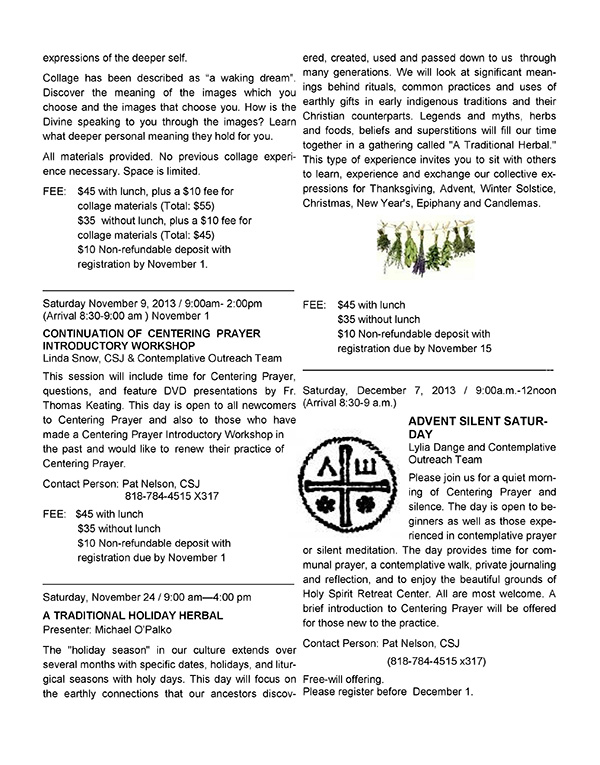 expressions of the deeper self.
Collage has been described as “a waking dream”.
Discover the meaning of the images which you
choose and the images that choose you. How is the
Divine speaking to you through the images? Learn
what deeper personal meaning they hold for you.
All materials provided. No previous collage experi-
ence necessary. Space is limited.
FEE: $45 with lunch, plus a $10 fee for
collage materials (Total: $55)
$35 without lunch, plus a $10 fee for
collage materials (Total: $45)
$10 Non-refundable deposit with
registration by November 1.
Saturday November 9, 2013 / 9:00am- 2:00pm
(Arrival 8:30-9:00 am ) November 1
CONTINUATION OF CENTERING PRAYER
INTRODUCTORY WORKSHOP
Linda Snow, CSJ & Contemplative Outreach Team
This session will include time for Centering Prayer,
questions, and feature DVD presentations by Fr.
Thomas Keating. This day is open to all newcomers
to Centering Prayer and also to those who have
made a Centering Prayer Introductory Workshop in
the past and would like to renew their practice of
Centering Prayer.
Contact Person: Pat Nelson, CSJ
818-784-4515 X317
FEE: $45 with lunch
$35 without lunch
$10 Non-refundable deposit with
registration due by November 1
Saturday, November 24 / 9:00 am—4:00 pm
A TRADITIONAL HOLIDAY HERBAL
Presenter: Michael O'Palko
The "holiday season" in our culture extends over
several months with specific dates, holidays, and litur-
gical seasons with holy days. This day will focus on
the earthly connections that our ancestors discov-
ered, created, used and passed down to us through
many generations. We will look at significant mean-
ings behind rituals, common practices and uses of
earthly gifts in early indigenous traditions and their
Christian counterparts. Legends and myths, herbs
and foods, beliefs and superstitions will fill our time
together in a gathering called "A Traditional Herbal."
This type of experience invites you to sit with others
to learn, experience and exchange our collective ex-
pressions for Thanksgiving, Advent, Winter Solstice,
Christmas, New Year's, Epiphany and Candlemas.
FEE: $45 with lunch
$35 without lunch
$10 Non-refundable deposit with
registration due by November 15
Saturday, December 7, 2013 / 9:00a.m.-12noon
(Arrival 8:30-9 a.m.)
ADVENT SILENT SATUR-
DAY
Lylia Dange and Contemplative
Outreach Team
Please join us for a quiet morn-
ing of Centering Prayer and
silence. The day is open to be-
ginners as well as those expe-
rienced in contemplative prayer
or silent meditation. The day provides time for com-
munal prayer, a contemplative walk, private journaling
and reflection, and to enjoy the beautiful grounds of
Holy Spirit Retreat Center. All are most welcome. A
brief introduction to Centering Prayer will be offered
for those new to the practice.
Contact Person: Pat Nelson, CSJ
(818-784-4515 x317)
Free-will offering.
Please register before December 1.